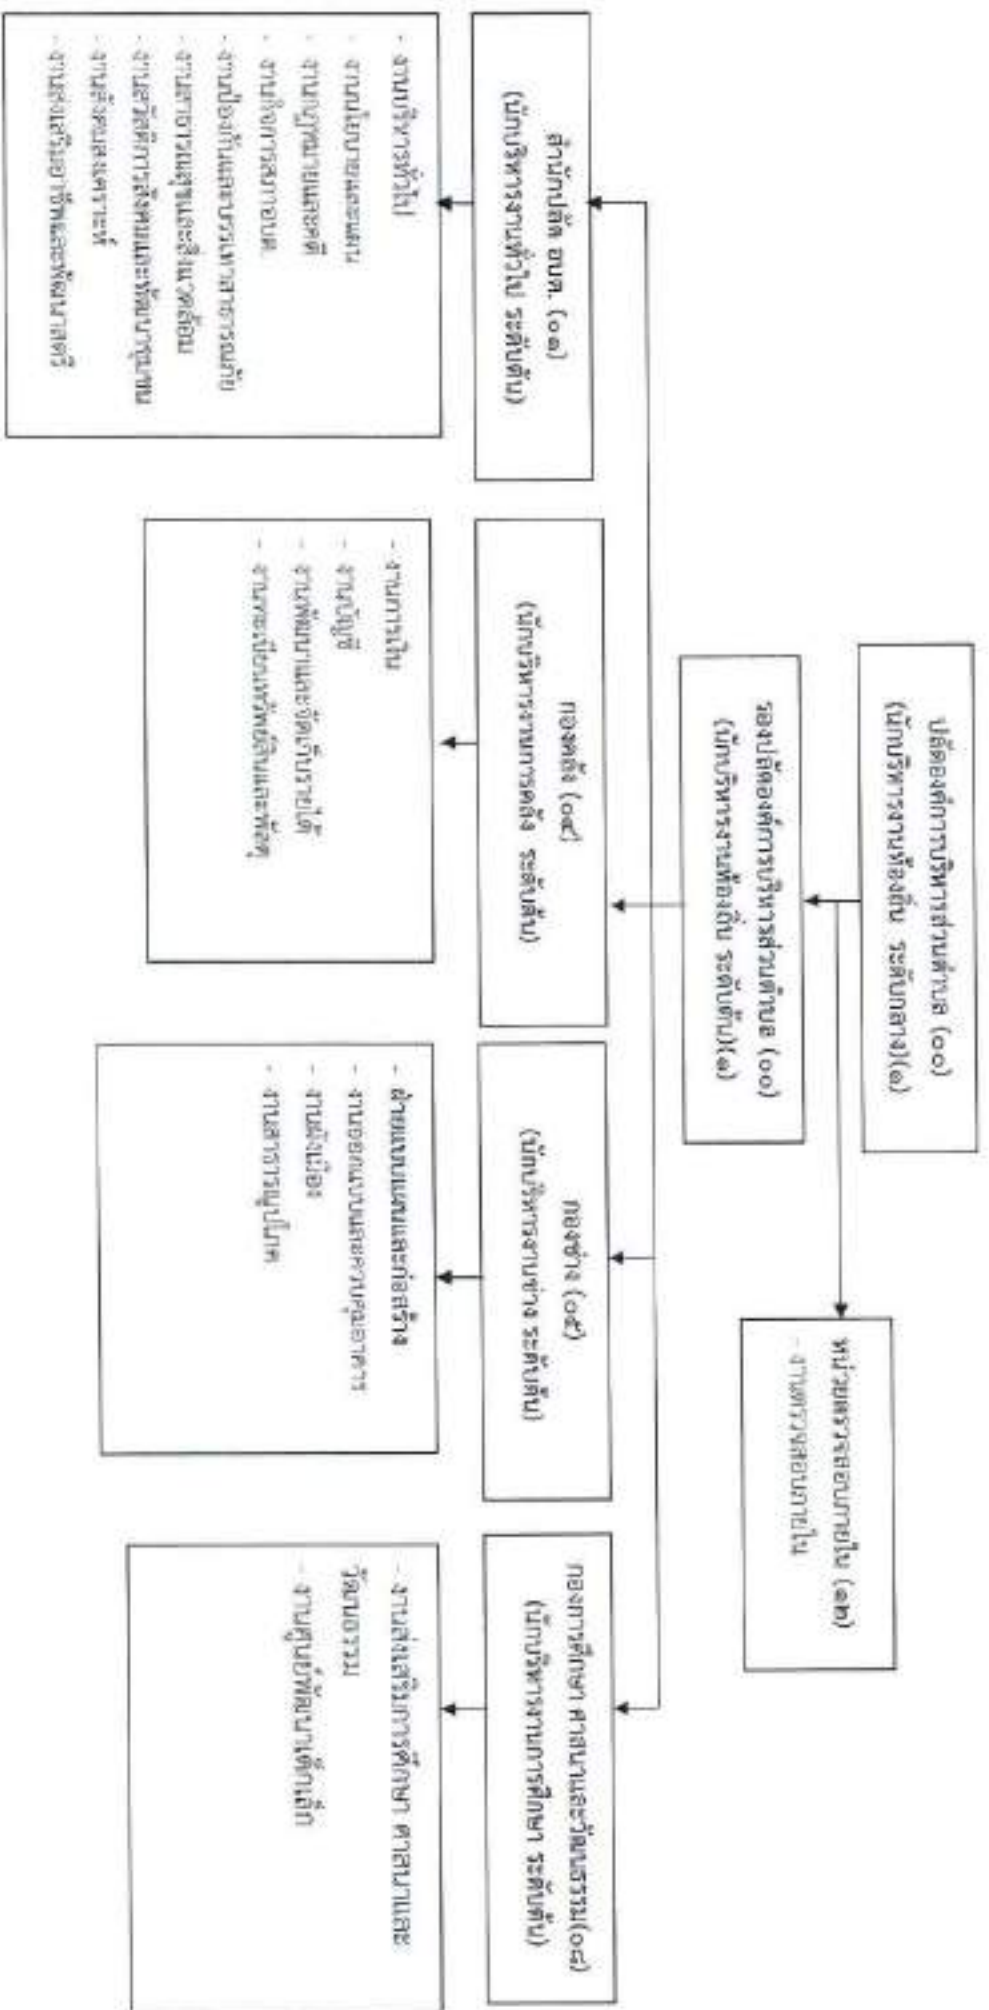 ปลัดองค์การบริหารส่วนตำบล (๐๐)
(นักบริหารงานท้องถิ่น ระดับกลาง)(๑)
รองปลัดองค์การบริหารส่วนตำบล (๐๐)
(นักบริหารงานท้องถิ่น ระดับต้น)(๑)
หน่วยตรวจสอบภายใน (๑๒)
- งานตรวจสอบภายใน
สำนักปลัด อบต. (๐๑)
(นักบริหารงานทั่วไป ระดับต้น)
- งานบริหารทั่วไป
- งานนโยบายและแผน
- งานกฎหมายและคดี
- งานกิจการสภาอบต.
- งานป้องกันและบรรเทาสาธารณภัย
- งานสาธารณสุขและสิ่งแวดล้อม
- งานสวัสดิการสังคมและพัฒนาชุมชน
- งานสังคมสงเคราะห์
- งานส่งเสริมอาชีพและพัฒนาสตรี
กองคลัง (๐๔)
(นักบริหารงานการคลัง ระดับต้น)
- งานการเงิน
- งานบัญชี
- งานพัฒนาและจัดเก็บรายได้
- งานทะเบียนทรัพย์สินและพัสดุ
กองช่าง (๐๕)
(นักบริหารงานช่าง ระดับต้น)
- ฝ่ายแบบแผนและก่อสร้าง
- งานออกแบบและควบคุมอาคาร
- งานผังเมือง
- งานสาธารณูปโภค
กองการศึกษา ศาสนาและวัฒนธรรม(๐๘)
(นักบริหารงานการศึกษา ระดับต้น)
- งานส่งเสริมการศึกษา ศาสนาและ
วัฒนธรรม
- งานศูนย์พัฒนาเด็กเล็ก